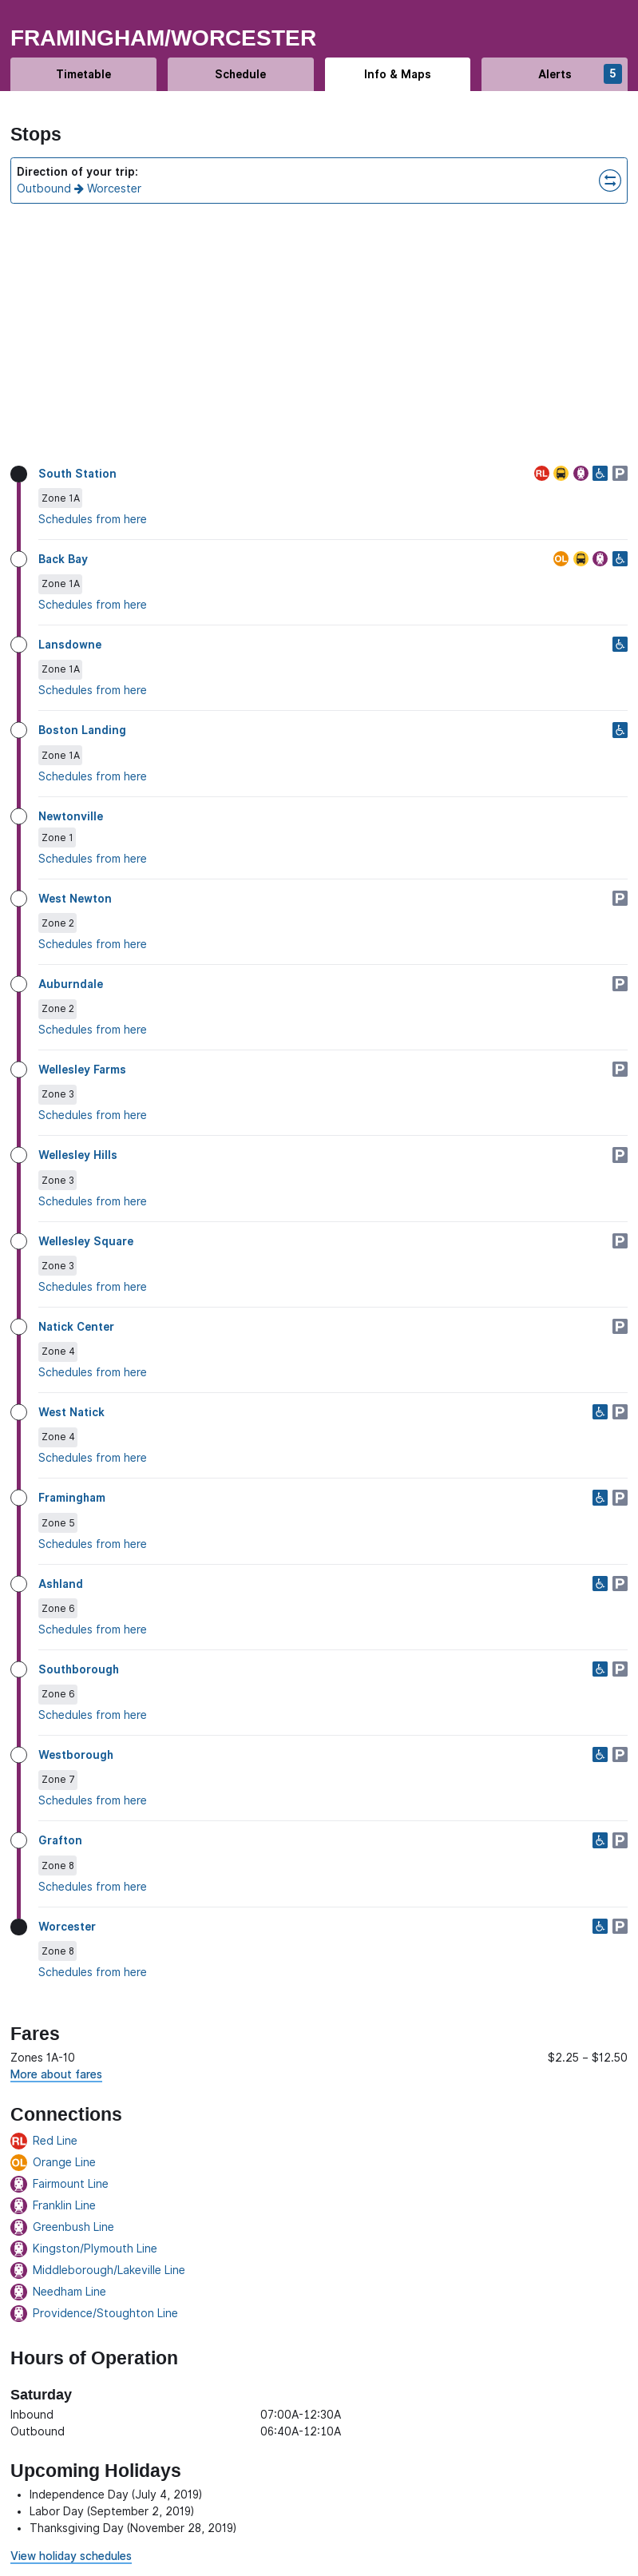 FRAMINGHAM/WORCESTER
Timetable
Schedule
Info & Maps
Alerts
5
Stops
Direction of your trip:
Outbound → Worcester
South Station
RL
P
Zone 1A
Schedules from here
Back Bay
OL
Zone 1A
Schedules from here
Lansdowne
Zone 1A
Schedules from here
Boston Landing
Zone 1A
Schedules from here
Newtonville
Zone 1
Schedules from here
West Newton
P
Zone 2
Schedules from here
Auburndale
P
Zone 2
Schedules from here
Wellesley Farms
P
Zone 3
Schedules from here
Wellesley Hills
P
Zone 3
Schedules from here
Wellesley Square
P
Zone 3
Schedules from here
Natick Center
P
Zone 4
Schedules from here
West Natick
P
Zone 4
Schedules from here
Framingham
P
Zone 5
Schedules from here
Ashland
P
Zone 6
Schedules from here
Southborough
P
Zone 6
Schedules from here
Westborough
P
Zone 7
Schedules from here
Grafton
P
Zone 8
Schedules from here
Worcester
P
Zone 8
Schedules from here
Fares
Zones 1A-10 $2.25 – $12.50
More about fares
Connections
RL Red Line
OL Orange Line
Fairmount Line
Franklin Line
Greenbush Line
Kingston/Plymouth Line
Middleborough/Lakeville Line
Needham Line
Providence/Stoughton Line
Hours of Operation
Saturday
Inbound 07:00A-12:30A
Outbound 06:40A-12:10A
Upcoming Holidays
• Independence Day (July 4, 2019)
• Labor Day (September 2, 2019)
• Thanksgiving Day (November 28, 2019)
View holiday schedules